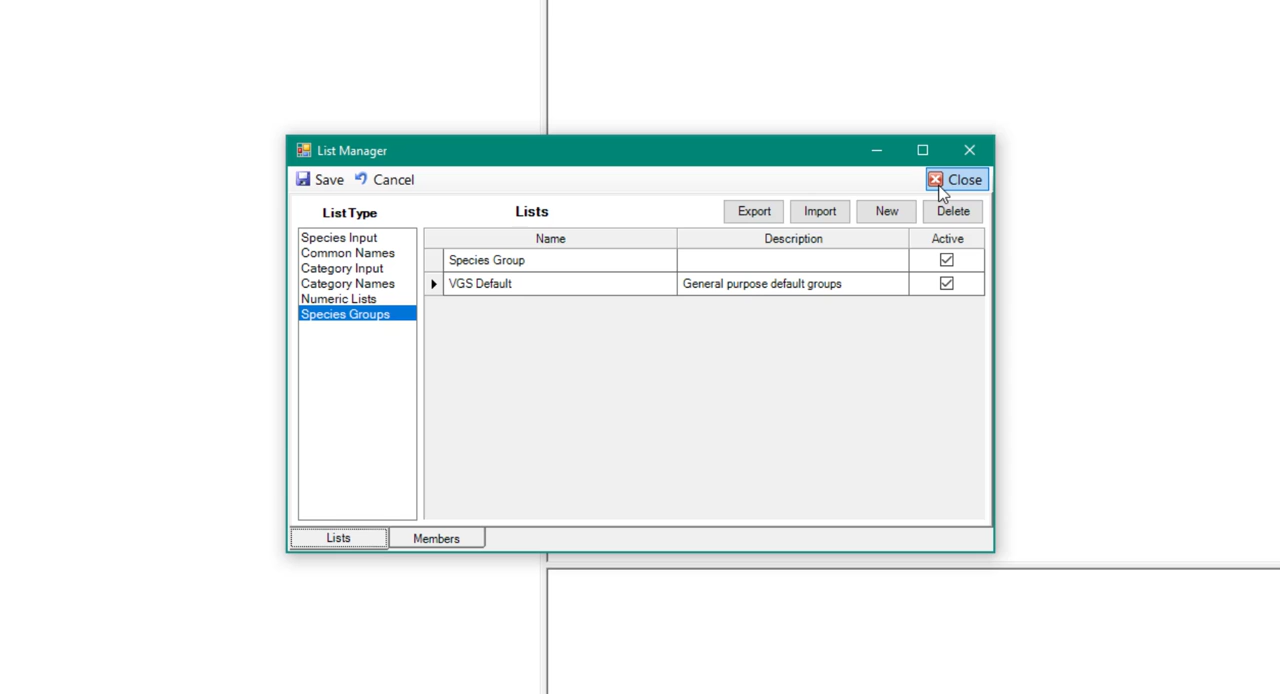 List Manager
Save Cancel Close
List Type
Lists
Export Import New Delete
Species Input
Common Names
Category Input
Category Names
Numeric Lists
Species Groups
Name Description Active
Species Group
VGS Default General purpose default groups
Lists Members